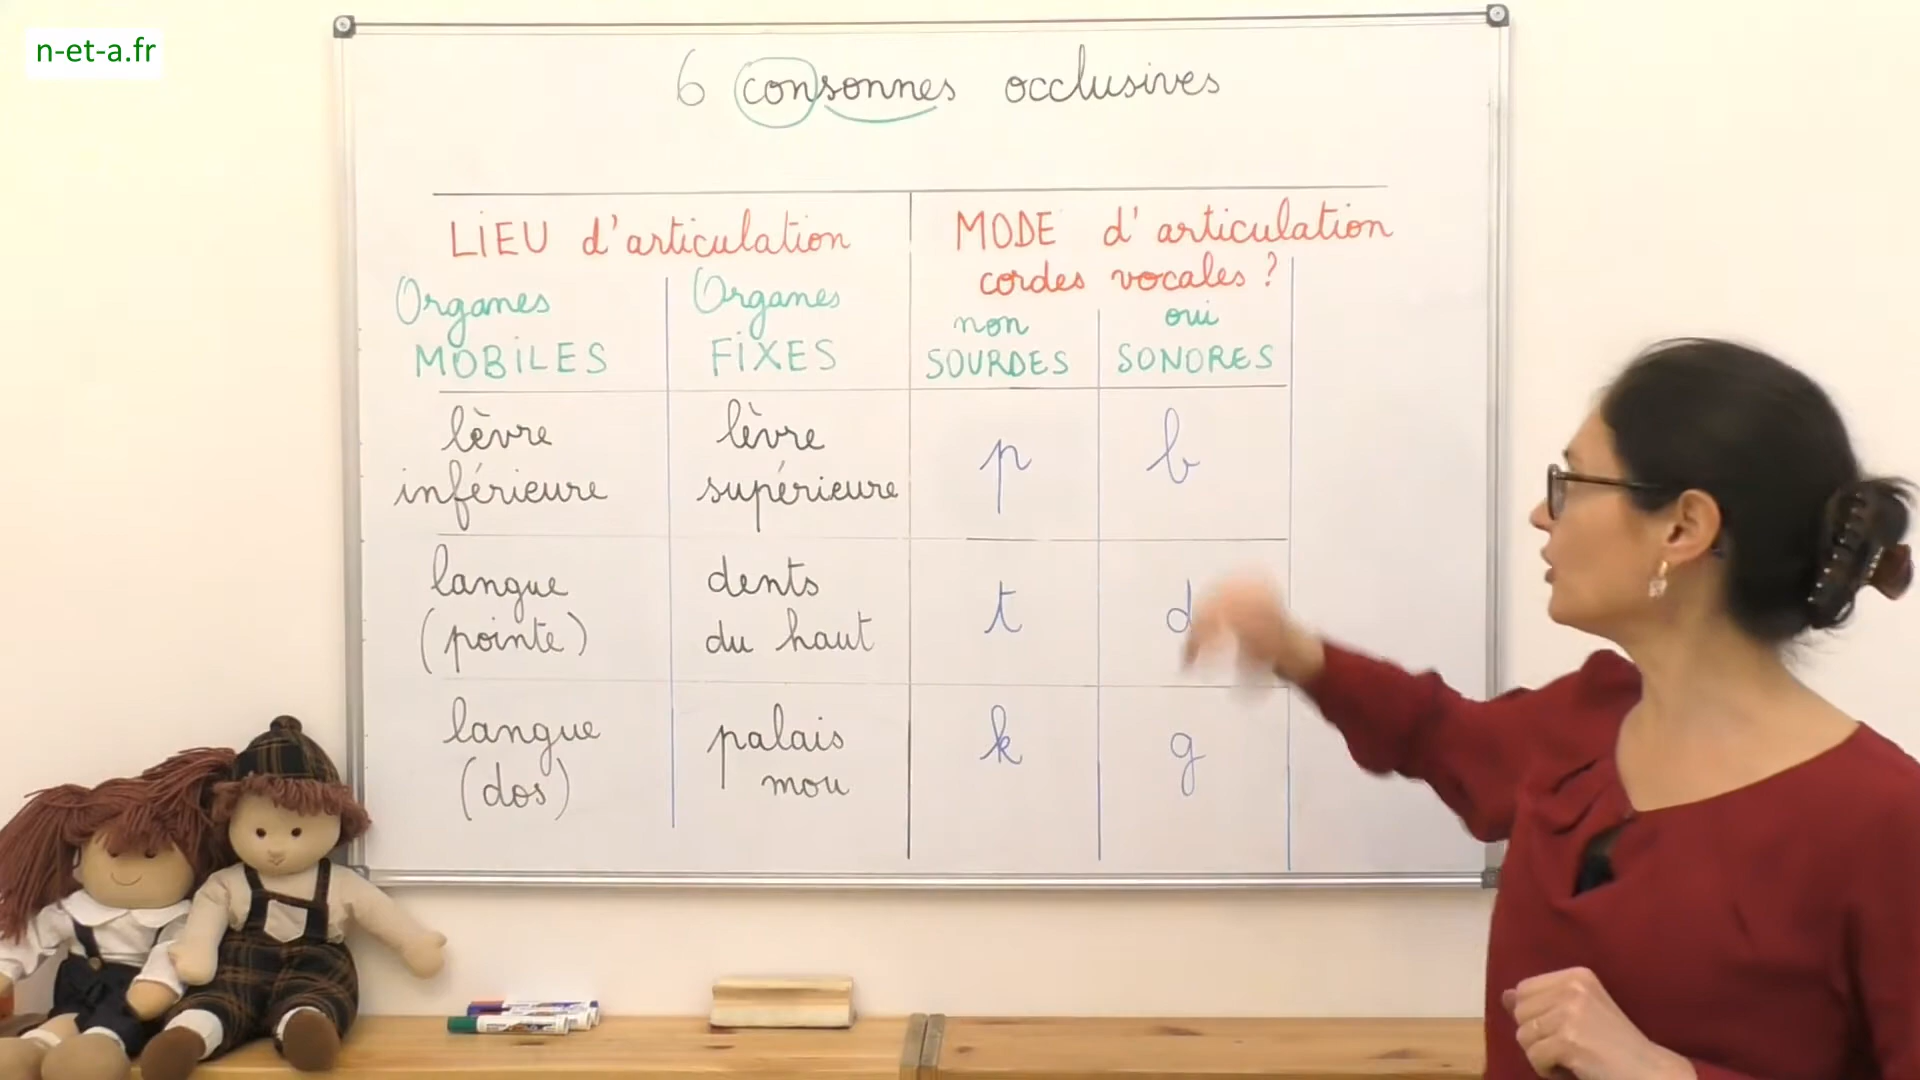 n-et-a.fr
6 consonnes occlusives
LIEU d'articulation
MODE d'articulation
cordes vocales ?
Organes
MOBILES
Organes
FIXES
non
SOURDES
oui
SONORES
lèvre
inférieure
lèvre
supérieure
p
b
langue
(pointe)
dents
du haut
t
d
langue
(dos)
palais
mou
k
g